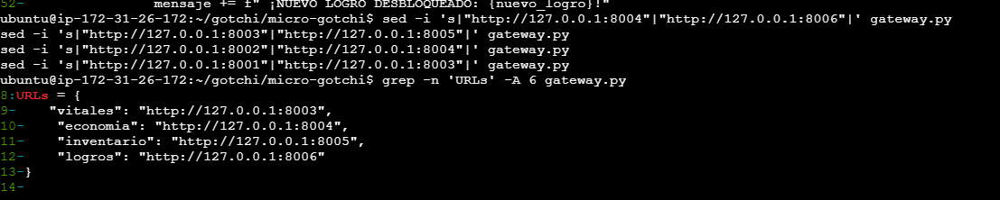 52-                mensaje += f" ¡NUEVO LOGRO DESBLOQUEADO: {nuevo_logro}!"
ubuntu@ip-172-31-26-172:~/gotchi/micro-gotchi$ sed -i 's|"http://127.0.0.1:8004"|"http://127.0.0.1:8006"|' gateway.py
sed -i 's|"http://127.0.0.1:8003"|"http://127.0.0.1:8005"|' gateway.py
sed -i 's|"http://127.0.0.1:8002"|"http://127.0.0.1:8004"|' gateway.py
sed -i 's|"http://127.0.0.1:8001"|"http://127.0.0.1:8003"|' gateway.py
ubuntu@ip-172-31-26-172:~/gotchi/micro-gotchi$ grep -n 'URLs' -A 6 gateway.py
8:URLs = {
9-    "vitales": "http://127.0.0.1:8003",
10-    "economia": "http://127.0.0.1:8004",
11-    "inventario": "http://127.0.0.1:8005",
12-    "logros": "http://127.0.0.1:8006"
13-}
14-